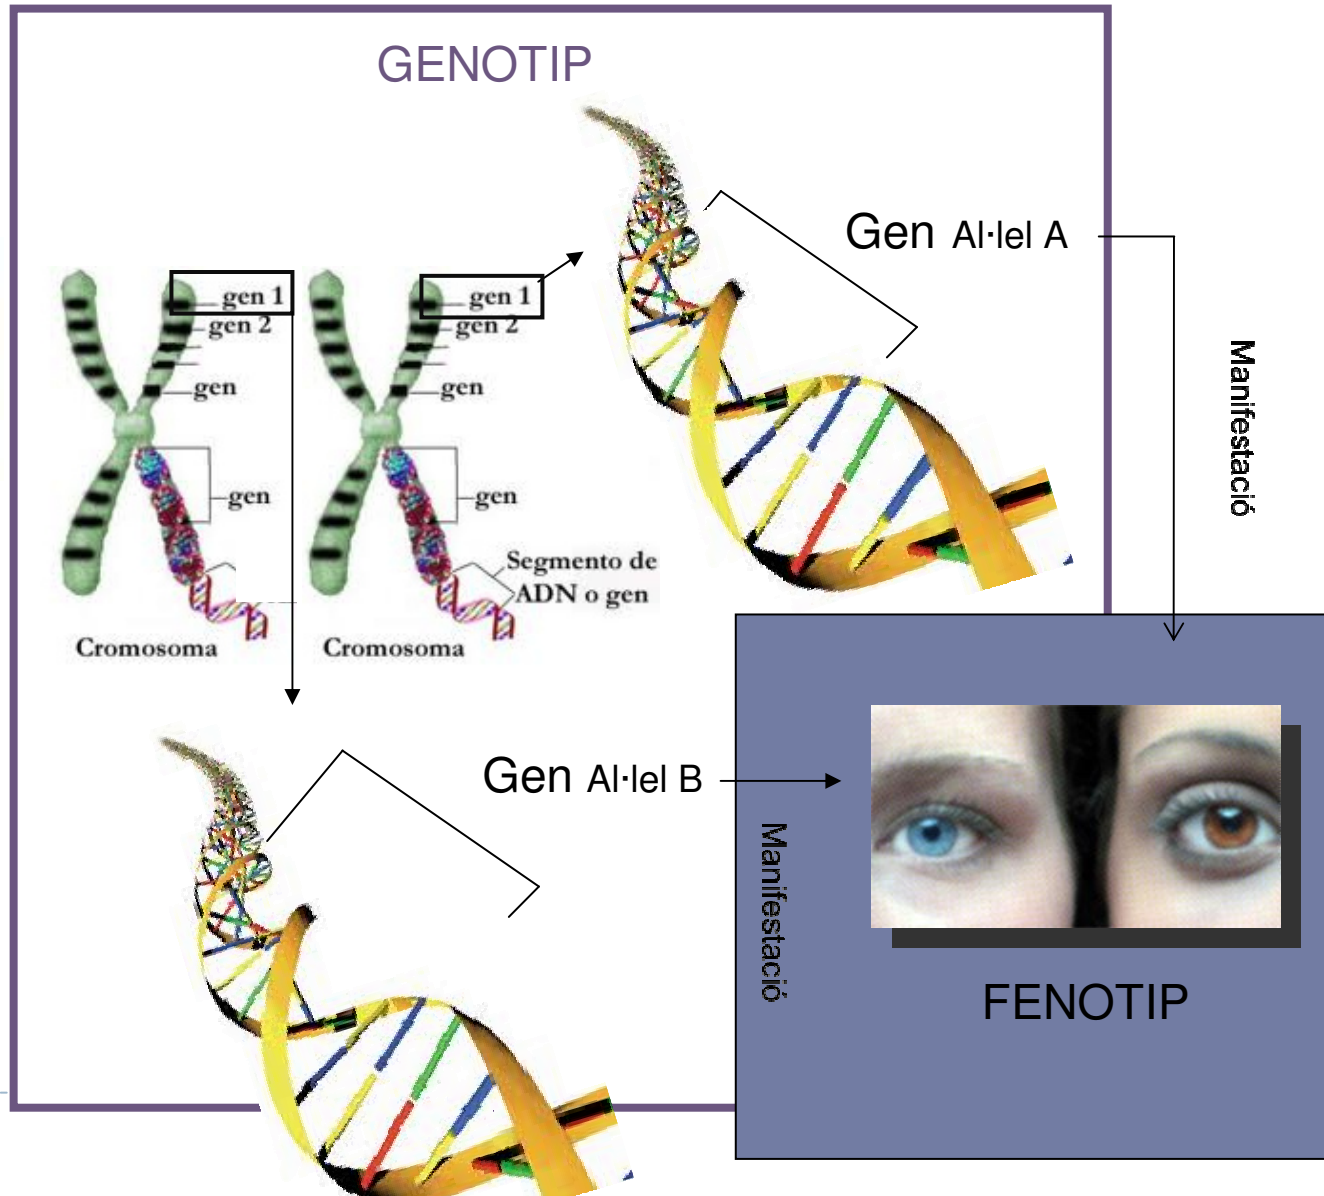 GENOTIP
Gen Al·lel A
gen 1
gen 2
gen
gen
Cromosoma
gen 1
gen 2
gen
gen
Segmento de
ADN o gen
Cromosoma
Manifestació
Gen Al·lel B
Manifestació
FENOTIP